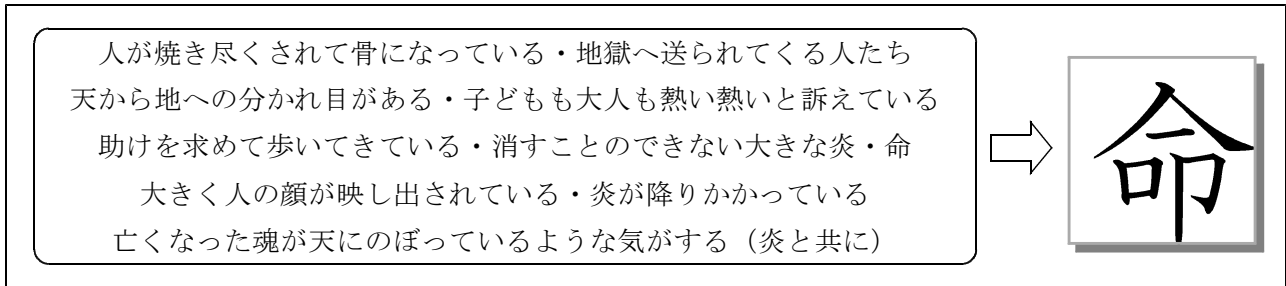 人が焼き尽くされて骨になっている・地獄へ送られてくる人たち
天から地への分かれ目がある・子どもも大人も熱い熱いと訴えている
助けを求めて歩いてきている・消すことのできない大きな炎・命
大きく人の顔が映し出されている・炎が降りかかっている
亡くなった魂が天にのぼっているような気がする（炎と共に）
命